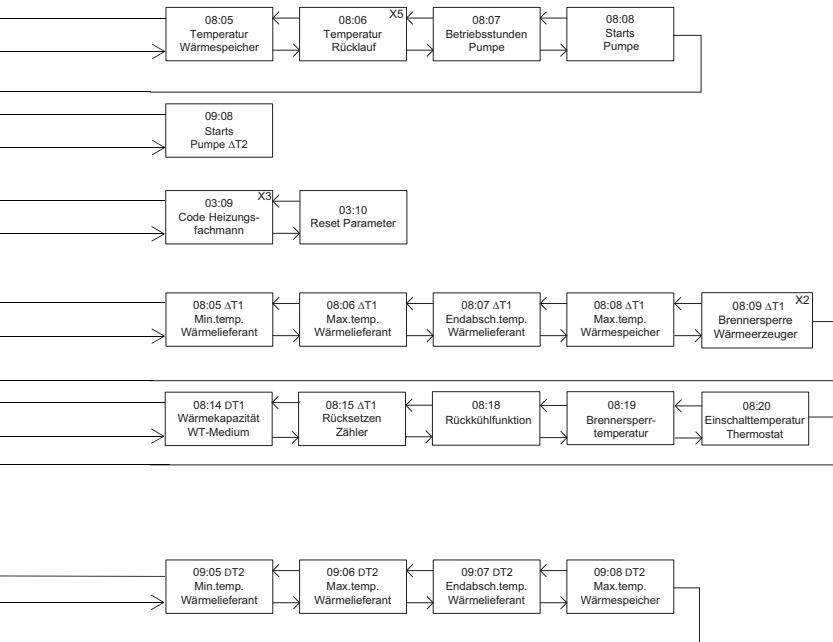 08:05
Temperatur
Wärmespeicher
08:06
X5
Temperatur
Rücklauf
08:07
Betriebsstunden
Pumpe
08:08
Starts
Pumpe
09:08
Starts
Pumpe ΔT2
03:09
X3
Code Heizungs-
fachmann
03:10
Reset Parameter
08:05 ΔT1
Min.temp.
Wärmelieferant
08:06 ΔT1
Max.temp.
Wärmelieferant
08:07 ΔT1
Endabsch.temp.
Wärmelieferant
08:08 ΔT1
Max.temp.
Wärmespeicher
08:09 ΔT1
X2
Brennersperre
Wärmeerzeuger
08:14 DT1
Wärmekapazität
WT-Medium
08:15 ΔT1
Rücksetzen
Zähler
08:18
Rückkühlfunktion
08:19
Brennersperr-
temperatur
08:20
Einschalttemperatur
Thermostat
09:05 DT2
Min.temp.
Wärmelieferant
09:06 DT2
Max.temp.
Wärmelieferant
09:07 DT2
Endabsch.temp.
Wärmelieferant
09:08 DT2
Max.temp.
Wärmespeicher